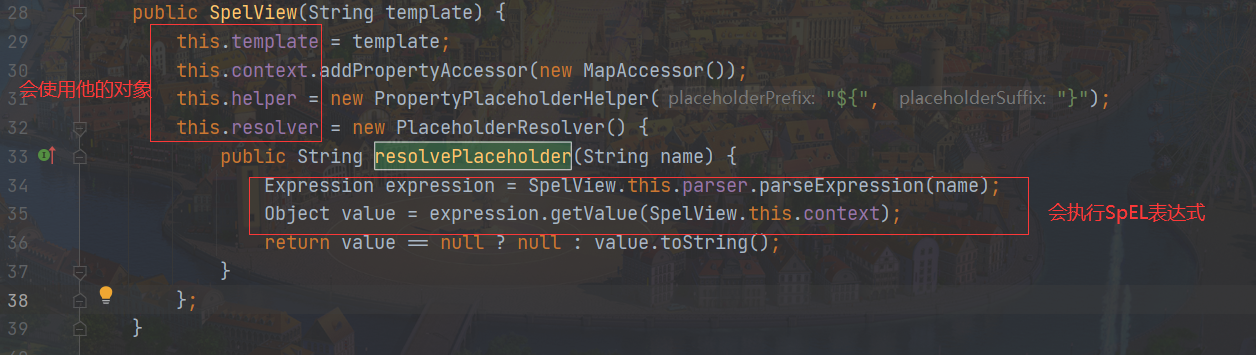 28 public SpelView(String template) {
29 this.template = template;
30 this.context.addPropertyAccessor(new MapAccessor());
会使用他的对象
31 this.helper = new PropertyPlaceholderHelper( placeholderPrefix: "${", placeholderSuffix: "}");
32 this.resolver = new PlaceholderResolver() {
33 public String resolvePlaceholder(String name) {
34 Expression expression = SpelView.this.parser.parseExpression(name);
35 Object value = expression.getValue(SpelView.this.context);
会执行SpEL表达式
36 return value == null ? null : value.toString();
37 }
38 };
39 }